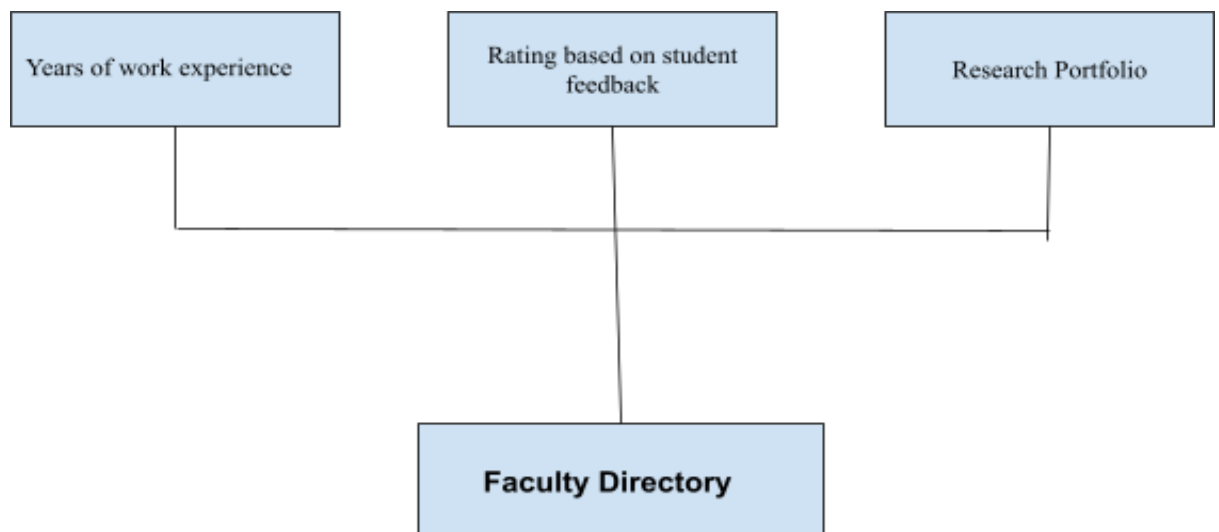 Years of work experience
Rating based on student
feedback
Research Portfolio
Faculty Directory